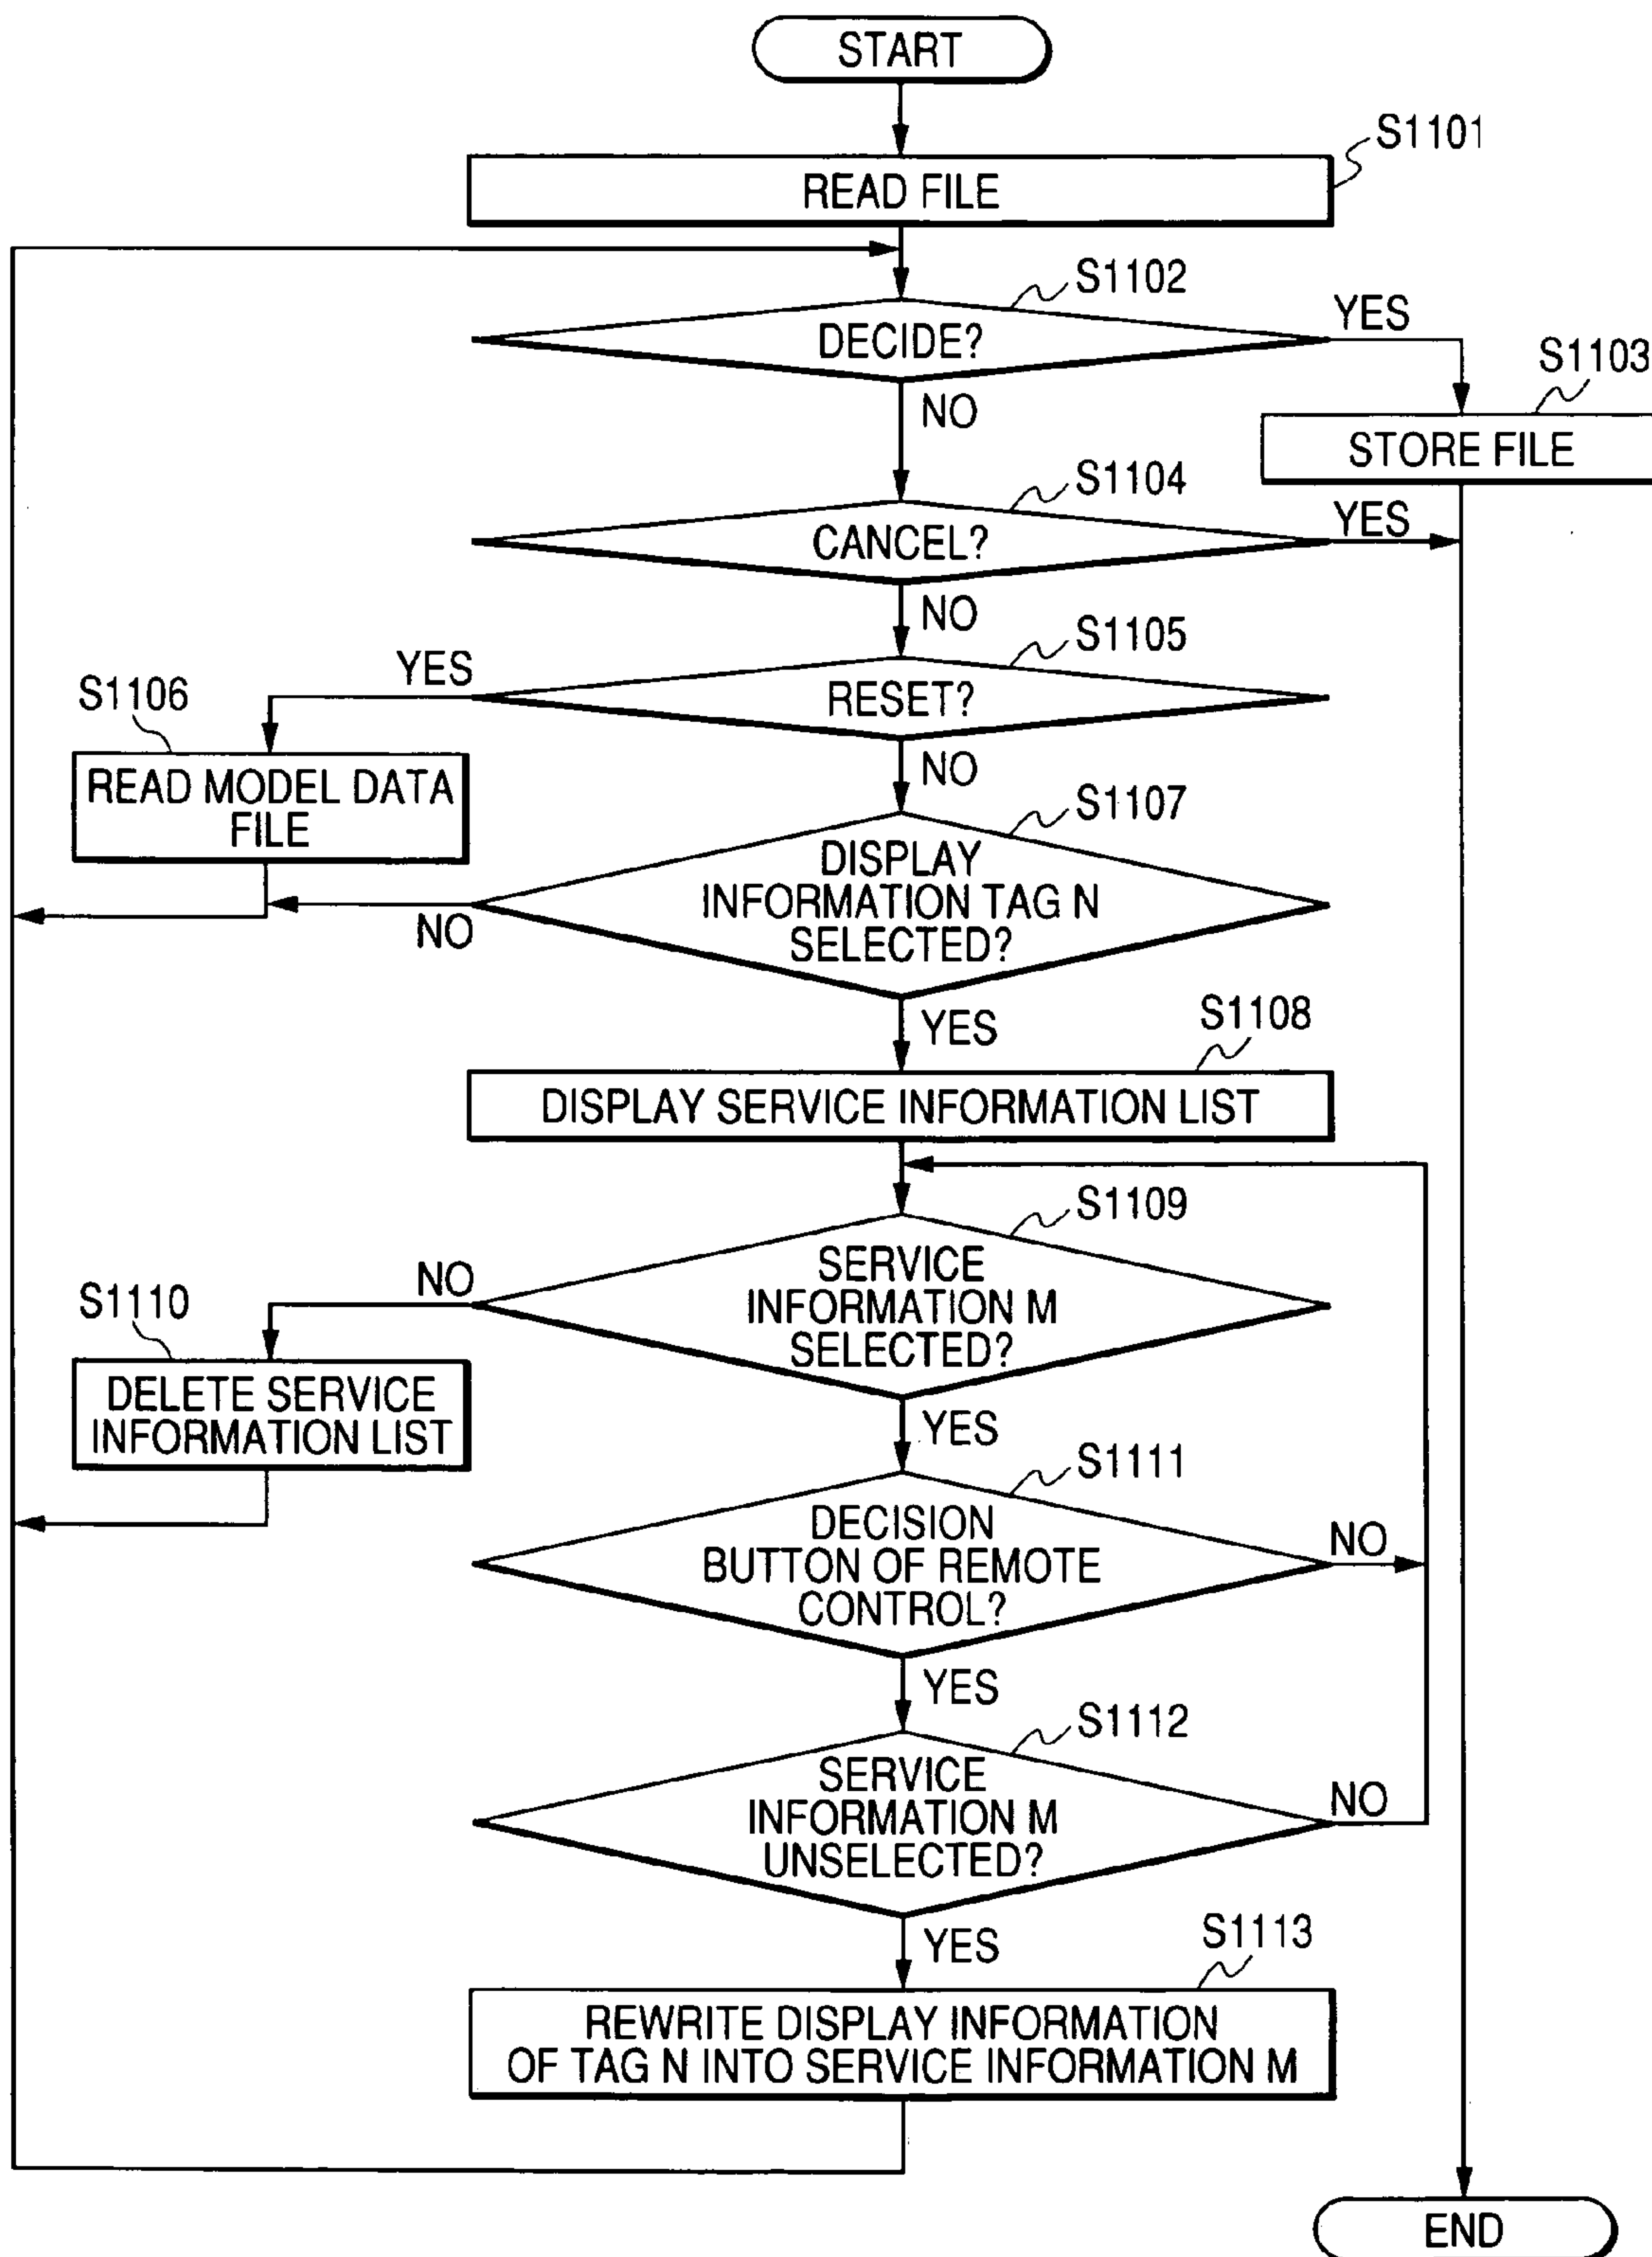 START
S1101
READ FILE
S1102
DECIDE?
YES
NO
S1103
STORE FILE
S1104
CANCEL?
YES
NO
S1105
RESET?
YES
NO
S1106
READ MODEL DATA
FILE
S1107
DISPLAY
INFORMATION TAG N
SELECTED?
NO
YES
S1108
DISPLAY SERVICE INFORMATION LIST
S1109
SERVICE
INFORMATION M
SELECTED?
NO
YES
S1110
DELETE SERVICE
INFORMATION LIST
S1111
DECISION
BUTTON OF REMOTE
CONTROL?
NO
YES
S1112
SERVICE
INFORMATION M
UNSELECTED?
NO
YES
S1113
REWRITE DISPLAY INFORMATION
OF TAG N INTO SERVICE INFORMATION M
END